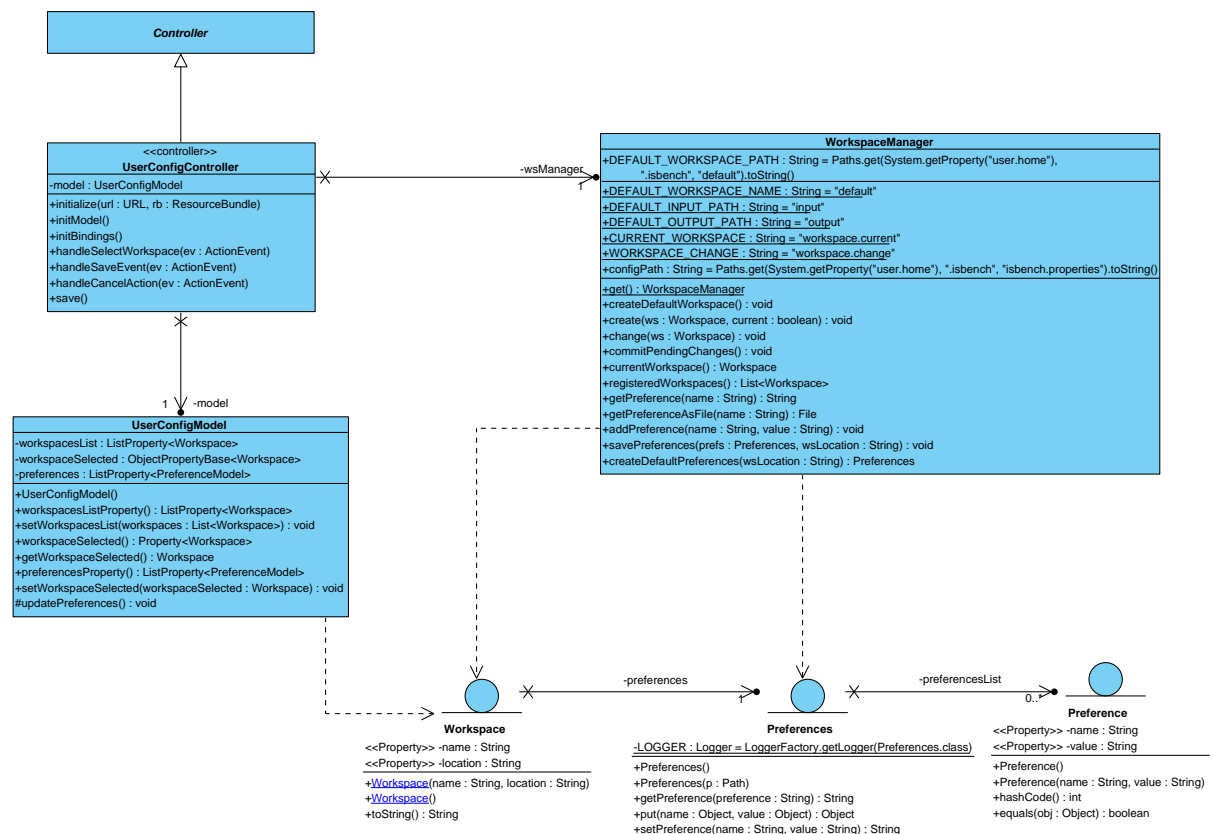 Controller
<<controller>>
UserConfigController
-model : UserConfigModel
+initialize(url : URL, rb : ResourceBundle)
+initModel()
+initBindings()
+handleSelectWorkspace(ev : ActionEvent)
+handleSaveEvent(ev : ActionEvent)
+handleCancelAction(ev : ActionEvent)
+save()
-wsManager
1
WorkspaceManager
+DEFAULT_WORKSPACE_PATH : String = Paths.get(System.getProperty("user.home"),
".isbench", "default").toString()
+DEFAULT_WORKSPACE_NAME : String = "default"
+DEFAULT_INPUT_PATH : String = "input"
+DEFAULT_OUTPUT_PATH : String = "output"
+CURRENT_WORKSPACE : String = "workspace.current"
+WORKSPACE_CHANGE : String = "workspace.change"
+configPath : String = Paths.get(System.getProperty("user.home"), ".isbench", "isbench.properties").toString()
+get() : WorkspaceManager
+createDefaultWorkspace() : void
+create(ws : Workspace, current : boolean) : void
+change(ws : Workspace) : void
+commitPendingChanges() : void
+currentWorkspace() : Workspace
+registeredWorkspaces() : List<Workspace>
+getPreference(name : String) : String
+getPreferenceAsFile(name : String) : File
+addPreference(name : String, value : String) : void
+savePreferences(prefs : Preferences, wsLocation : String) : void
+createDefaultPreferences(wsLocation : String) : Preferences
1
-model
UserConfigModel
-workspacesList : ListProperty<Workspace>
-workspaceSelected : ObjectPropertyBase<Workspace>
-preferences : ListProperty<PreferenceModel>
+UserConfigModel()
+workspacesListProperty() : ListProperty<Workspace>
+setWorkspacesList(workspaces : List<Workspace>) : void
+workspaceSelected() : Property<Workspace>
+getWorkspaceSelected() : Workspace
+preferencesProperty() : ListProperty<PreferenceModel>
+setWorkspaceSelected(workspaceSelected : Workspace) : void
#updatePreferences() : void
-preferences
1
-preferencesList
0..*
Workspace
<<Property>> -name : String
<<Property>> -location : String
+Workspace(name : String, location : String)
+Workspace()
+toString() : String
Preferences
-LOGGER : Logger = LoggerFactory.getLogger(Preferences.class)
+Preferences()
+Preferences(p : Path)
+getPreference(preference : String) : String
+put(name : Object, value : Object) : Object
+setPreference(name : String, value : String) : String
Preference
<<Property>> -name : String
<<Property>> -value : String
+Preference()
+Preference(name : String, value : String)
+hashCode() : int
+equals(obj : Object) : boolean